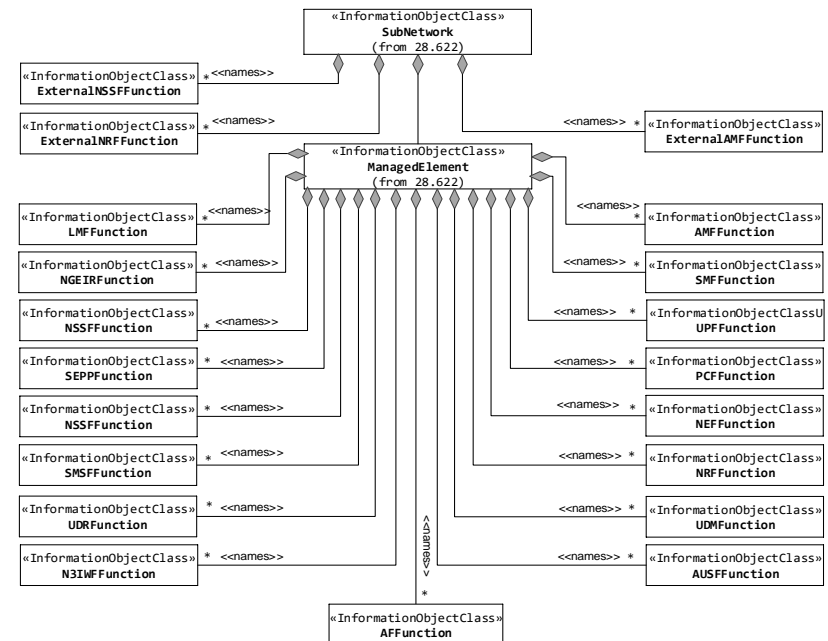 «InformationObjectClass»
SubNetwork
(from 28.622)
«InformationObjectClass»
ExternalNSSFFunction
* <<names>>
«InformationObjectClass»
ExternalNRFFunction
* <<names>>
<<names>> *
«InformationObjectClass»
ExternalAMFFunction
«InformationObjectClass»
ManagedElement
(from 28.622)
«InformationObjectClass»
LMFFunction
* <<names>>
<<names>>
*
«InformationObjectClass»
AMFFunction
«InformationObjectClass»
NGEIRFunction
* <<names>>
<<names>> *
«InformationObjectClass»
SMFFunction
«InformationObjectClass»
NSSFFunction
* <<names>>
<<names>> *
«InformationObjectClassU
UPFFunction
«InformationObjectClass»
SEPPFunction
* <<names>>
<<names>> *
«InformationObjectClass»
PCFFunction
«InformationObjectClass»
NSSFFunction
* <<names>>
<<names>> *
«InformationObjectClass»
NEFFunction
«InformationObjectClass»
SMSFFunction
* <<names>>
<<names>> *
«InformationObjectClass»
NRFFunction
«InformationObjectClass»
UDRFunction
* <<names>>
<<names>> *
«InformationObjectClass»
UDMFunction
«InformationObjectClass»
N3IWFFunction
* <<names>>
<<names>> *
«InformationObjectClass»
AUSFFunction
<<names>>
*
«InformationObjectClass»
AFFunction